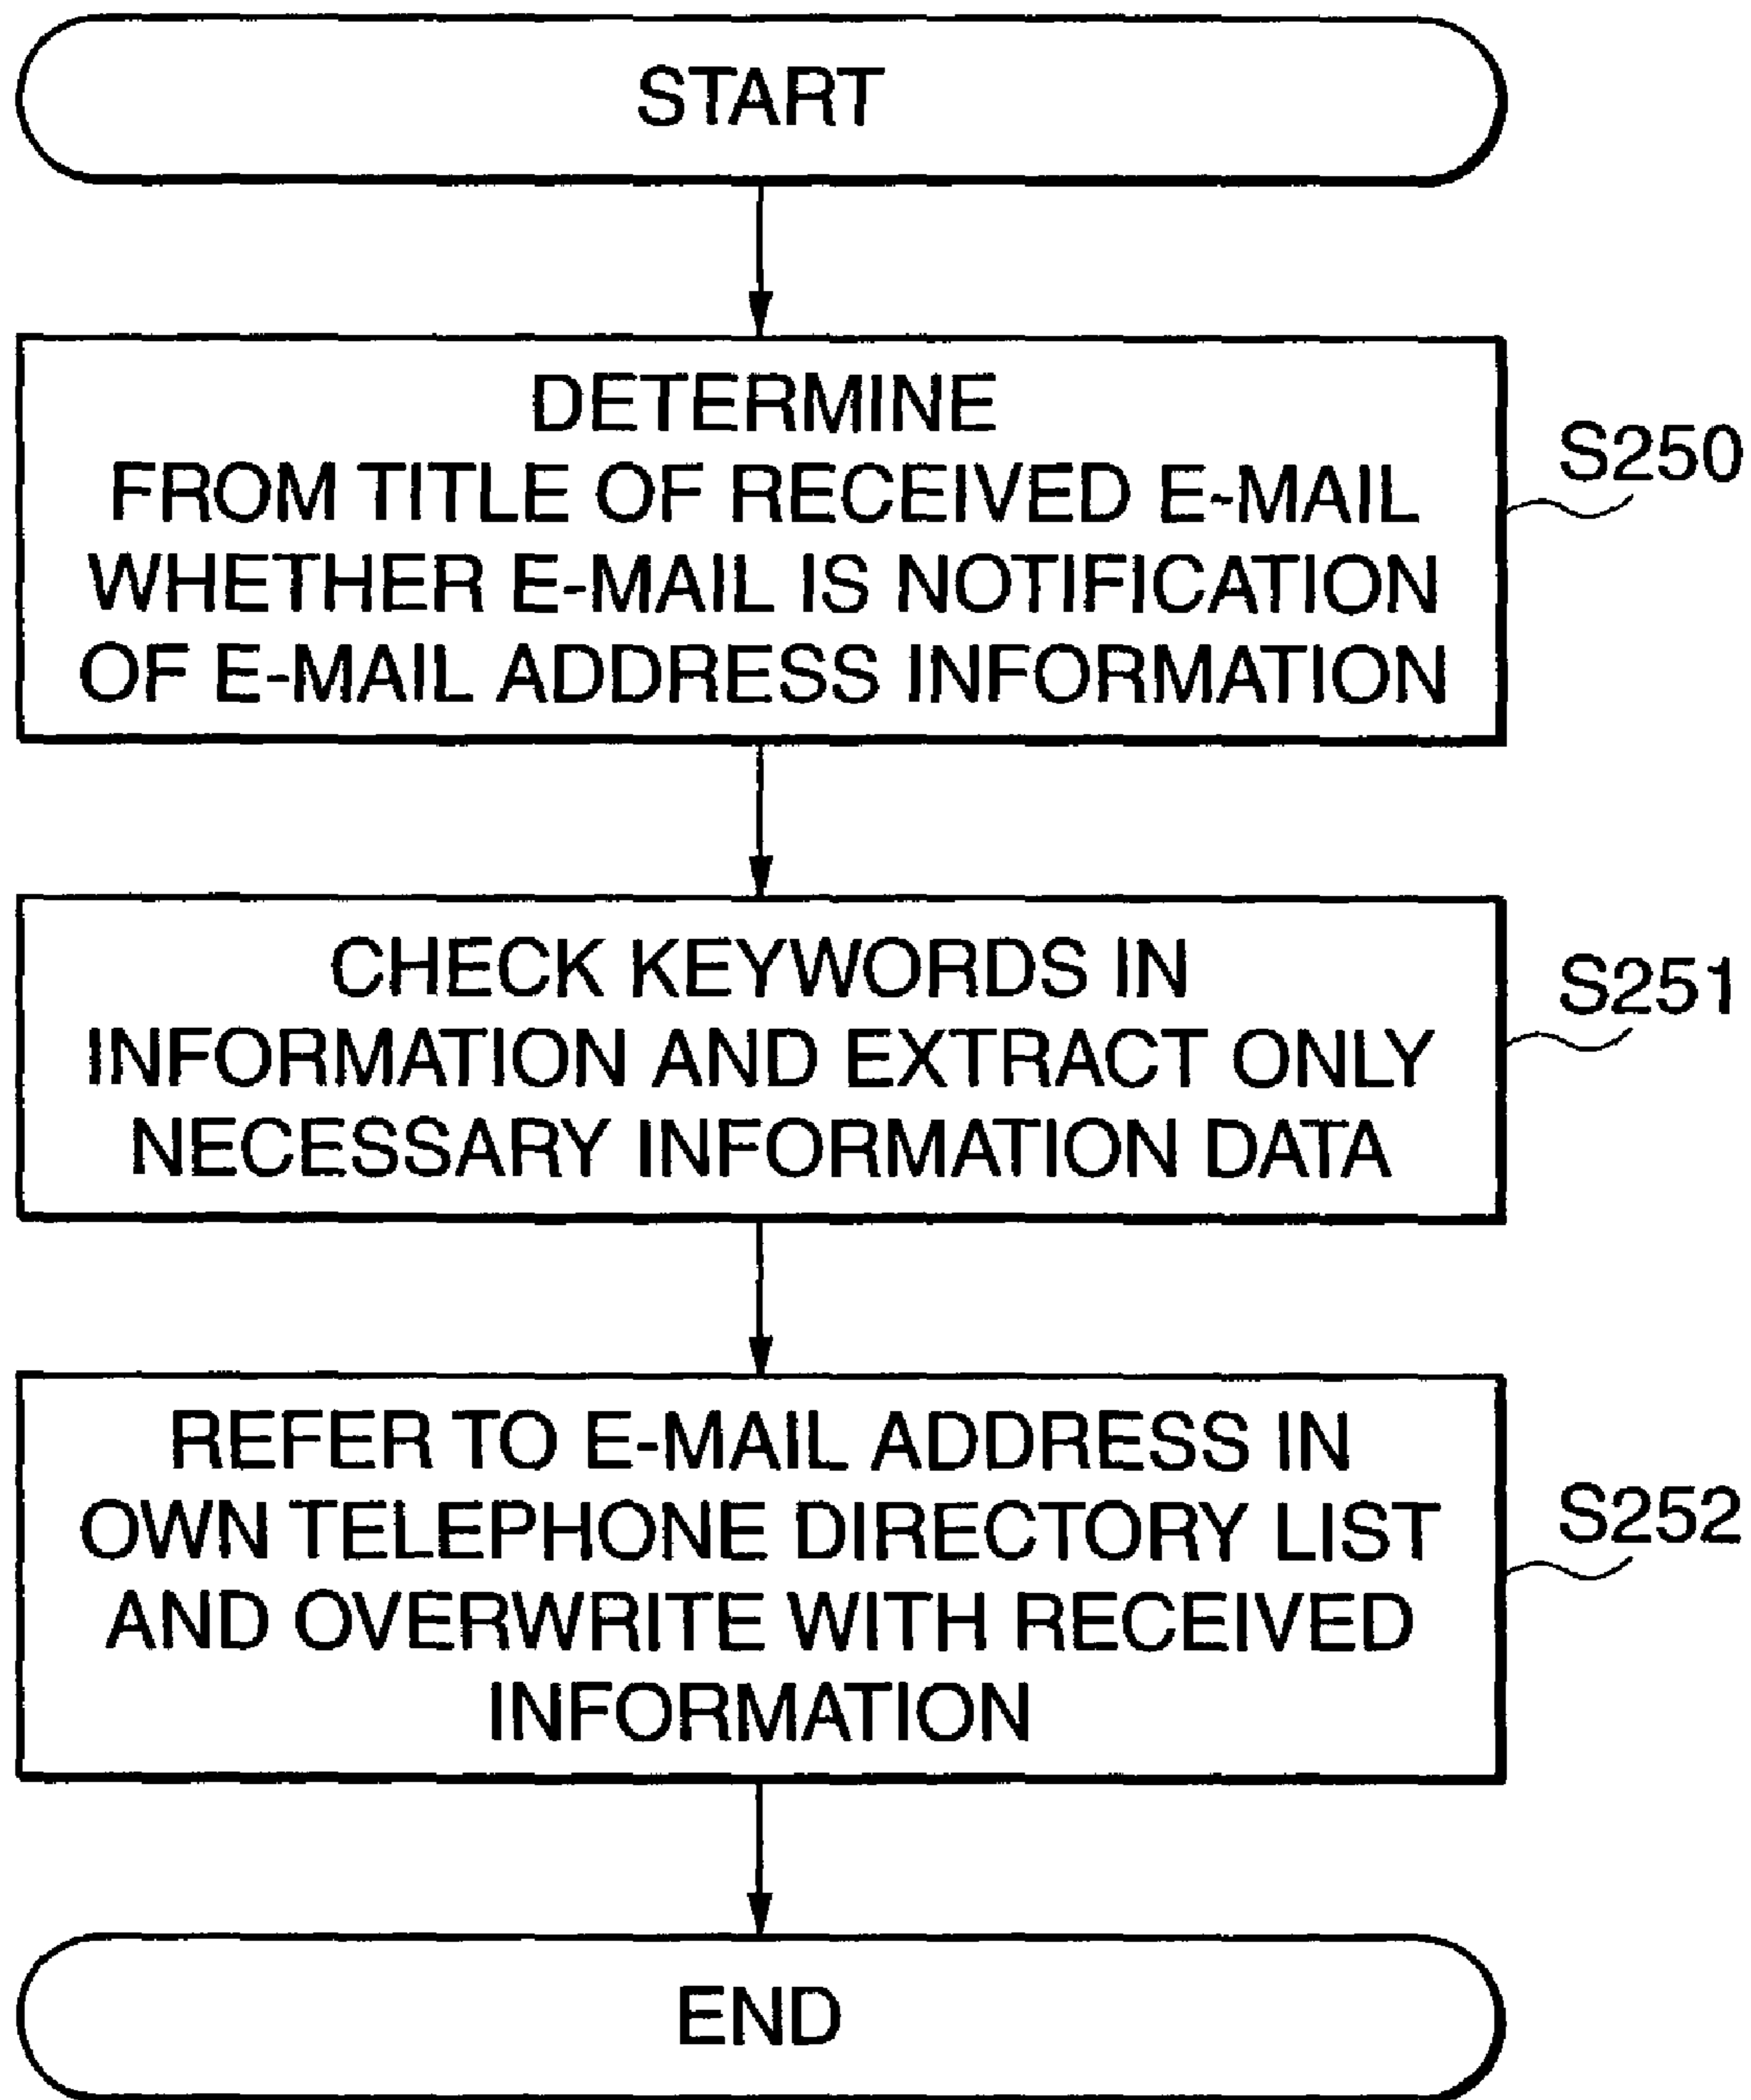 START
DETERMINE
FROM TITLE OF RECEIVED E-MAIL
WHETHER E-MAIL IS NOTIFICATION
OF E-MAIL ADDRESS INFORMATION
S250
CHECK KEYWORDS IN
INFORMATION AND EXTRACT ONLY
NECESSARY INFORMATION DATA
S251
REFER TO E-MAIL ADDRESS IN
OWN TELEPHONE DIRECTORY LIST
AND OVERWRITE WITH RECEIVED
INFORMATION
S252
END